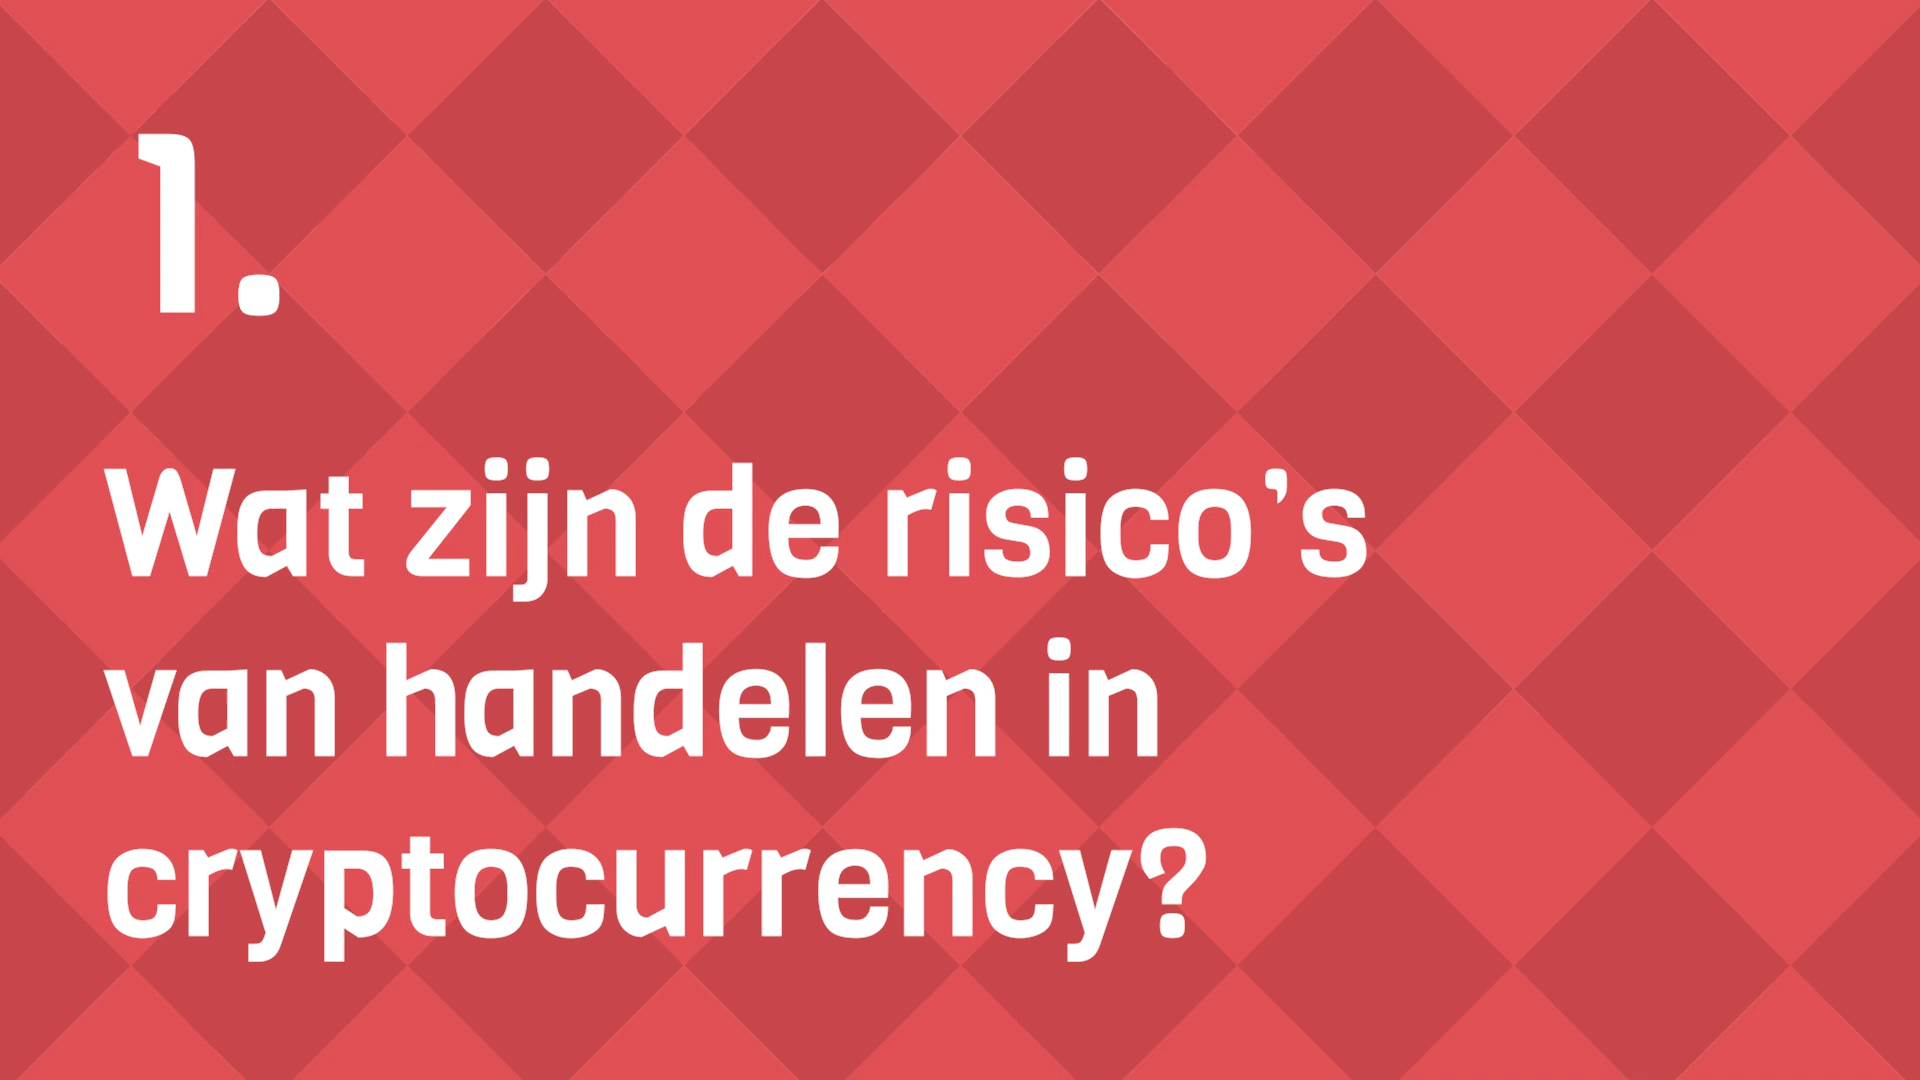 1.
Wat zijn de risico’s
van handelen in
cryptocurrency?